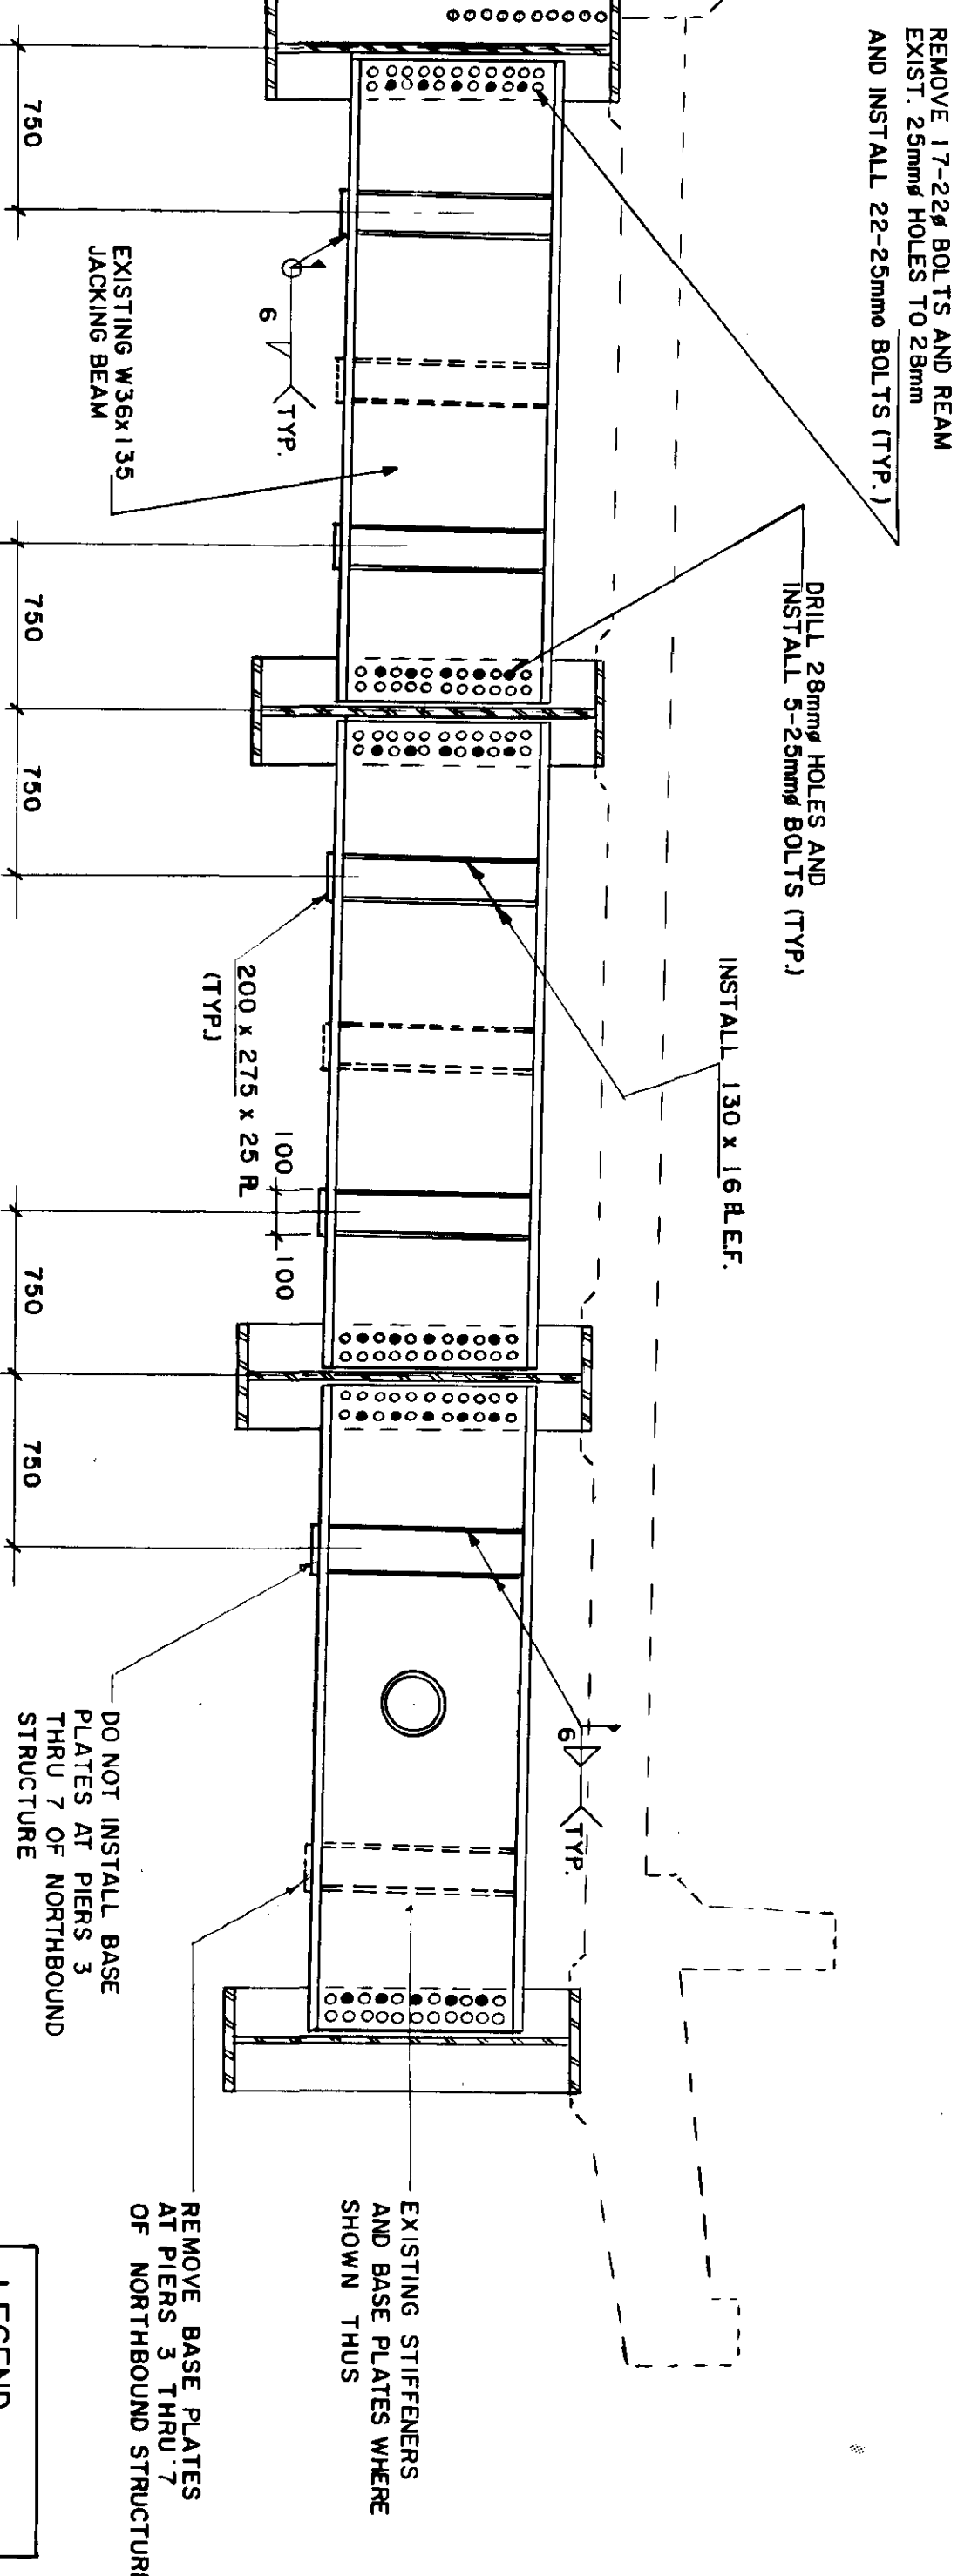 REMOVE 17-22ø BOLTS AND REAM
EXIST. 25mmø HOLES TO 28mm
AND INSTALL 22-25mmo BOLTS (TYP.)
DRILL 28mmø HOLES AND
INSTALL 5-25mmø BOLTS (TYP.)
INSTALL 130 x 16 PL E.F.
6
TYP.
EXISTING W36x135
JACKING BEAM
6
TYP.
200 x 275 x 25 PL
(TYP.)
100
100
750
750
750
750
750
DO NOT INSTALL BASE
PLATES AT PIERS 3
THRU 7 OF NORTHBOUND
STRUCTURE
EXISTING STIFFENERS
AND BASE PLATES WHERE
SHOWN THUS
REMOVE BASE PLATES
AT PIERS 3 THRU 7
OF NORTHBOUND STRUCTURE
LEGEND